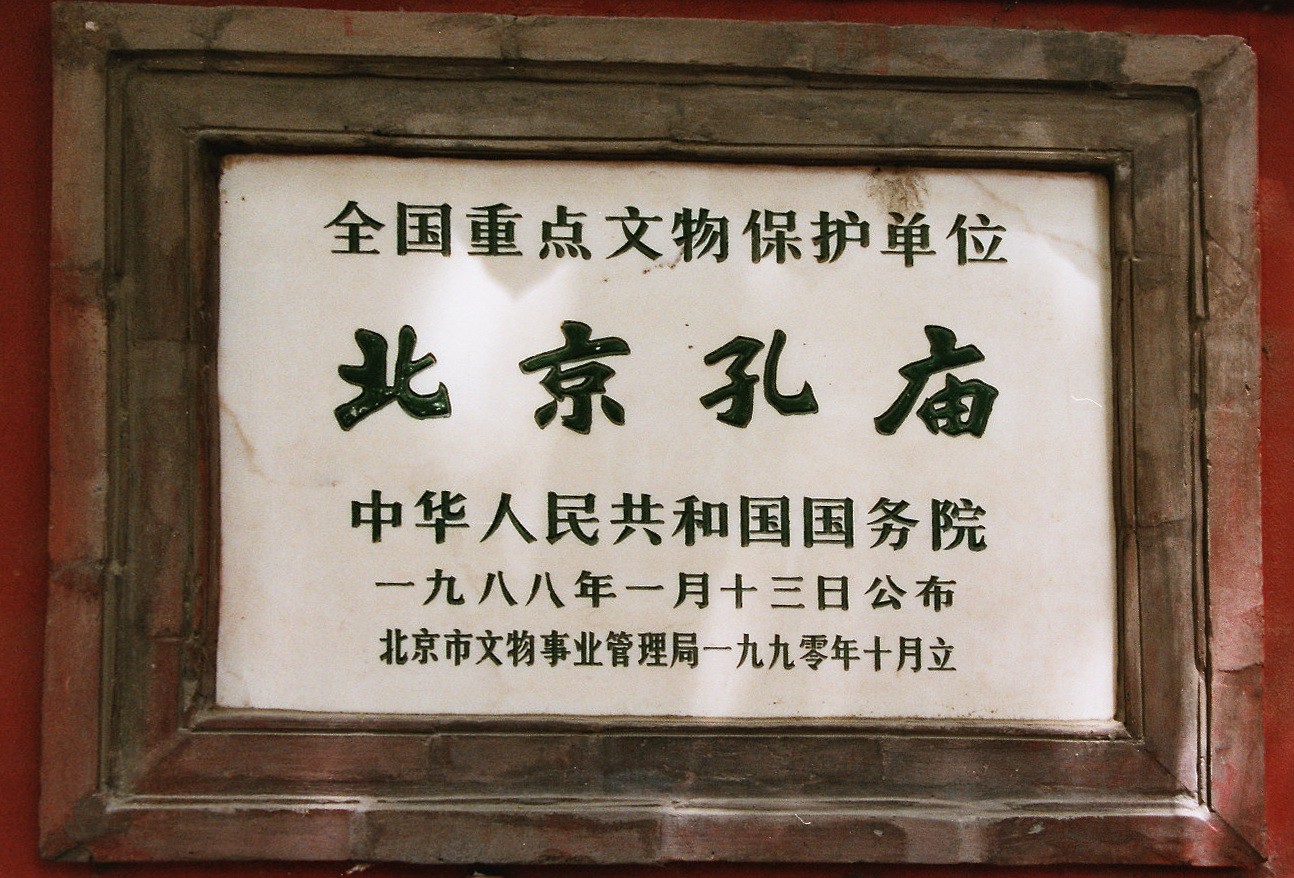 全国重点文物保护单位
北京孔庙
中华人民共和国国务院
一九八八年一月十三日公布
北京市文物事业管理局一九九零年十月立